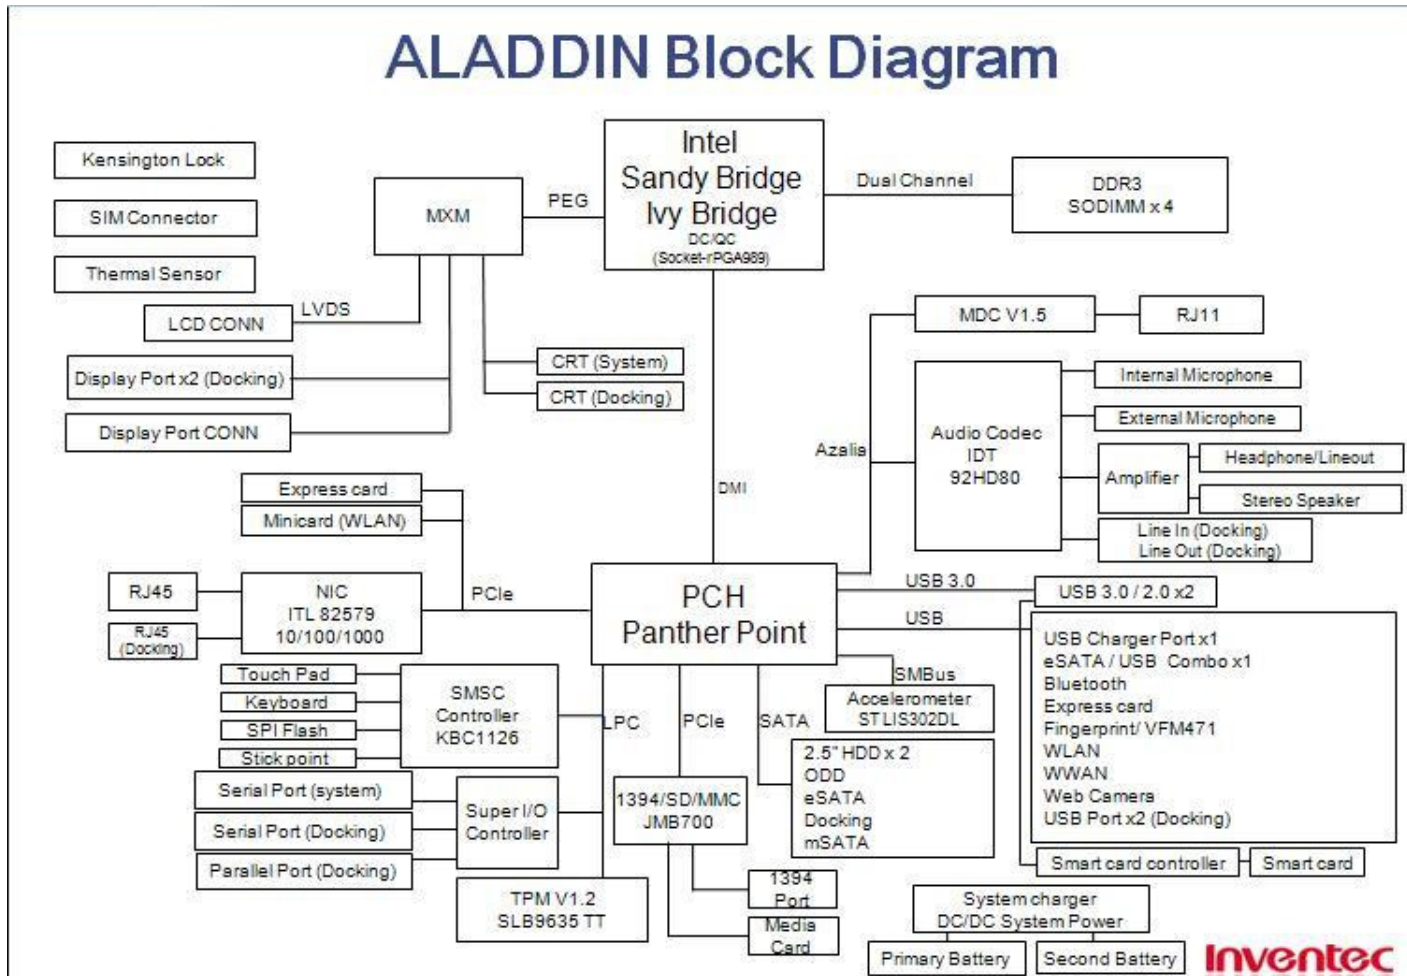 ALADDIN Block Diagram
Kensington Lock
SIM Connector
Thermal Sensor
MXM
PEG
Intel
Sandy Bridge
Ivy Bridge
DC/QC
(Socket-rPGA989)
Dual Channel
DDR3
SODIMM x 4
LCD CONN
LVDS
Display Port x2 (Docking)
Display Port CONN
CRT (System)
CRT (Docking)
MDC V1.5
RJ11
Azalia
Audio Codec
IDT
92HD80
Internal Microphone
External Microphone
Amplifier
Headphone/Lineout
Stereo Speaker
Line In (Docking)
Line Out (Docking)
DMI
Express card
Minicard (WLAN)
RJ45
RJ45
(Docking)
NIC
ITL 82579
10/100/1000
PCIe
PCH
Panther Point
USB 3.0
USB 3.0 / 2.0 x2
USB
USB Charger Port x1
eSATA / USB Combo x1
Bluetooth
Express card
Fingerprint/ VFM471
WLAN
WWAN
Web Camera
USB Port x2 (Docking)
SMBus
Accelerometer
ST LIS302DL
Touch Pad
Keyboard
SPI Flash
Stick point
SMSC
Controller
KBC1126
LPC
PCIe
SATA
2.5" HDD x 2
ODD
eSATA
Docking
mSATA
Serial Port (system)
Serial Port (Docking)
Parallel Port (Docking)
Super I/O
Controller
1394/SD/MMC
JMB700
TPM V1.2
SLB9635 TT
1394
Port
Media
Card
Smart card controller
Smart card
System charger
DC/DC System Power
Primary Battery
Second Battery
Inventec